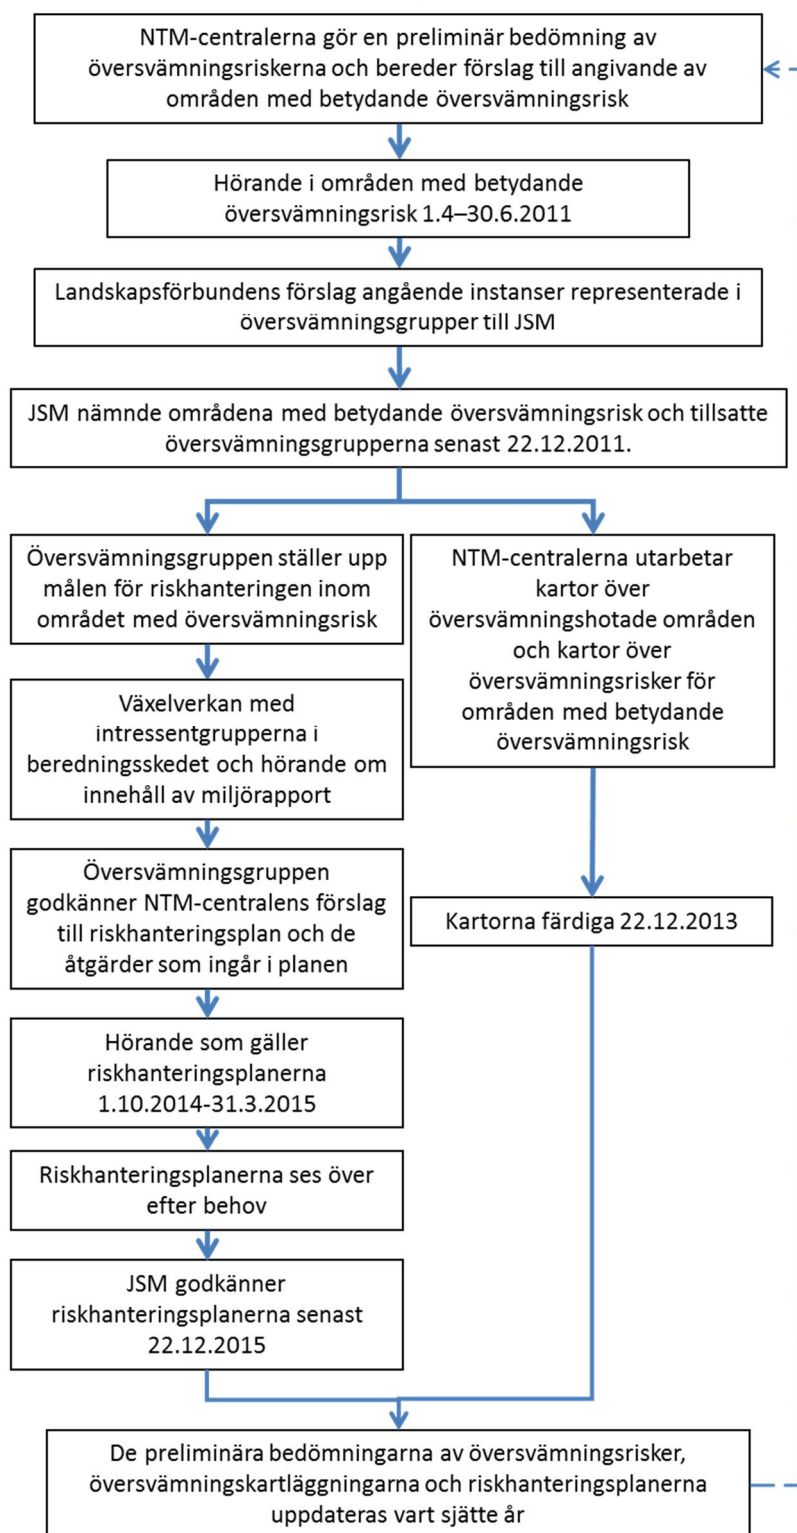 NTM-centralerna gör en preliminär bedömning av
översvämningsriskerna och bereder förslag till angivande av
områden med betydande översvämningsrisk
Hörande i områden med betydande
översvämningsrisk 1.4–30.6.2011
Landskapsförbundens förslag angående instanser representerade i
översvämningsgrupper till JSM
JSM nämnde områdena med betydande översvämningsrisk och tillsatte
översvämningsgrupperna senast 22.12.2011.
Översvämningsgruppen ställer upp
målen för riskhanteringen inom
området med översvämningsrisk
Växelverkan med
intressentgrupperna i
beredningsskedet och hörande om
innehåll av miljörapport
Översvämningsgruppen
godkänner NTM-centralens förslag
till riskhanteringsplan och de
åtgärder som ingår i planen
Hörande som gäller
riskhanteringsplanerna
1.10.2014-31.3.2015
Riskhanteringsplanerna ses över
efter behov
JSM godkänner
riskhanteringsplanerna senast
22.12.2015
NTM-centralerna utarbetar
kartor över
översvämningshotade områden
och kartor över
översvämningsrisker för
områden med betydande
översvämningsrisk
Kartorna färdiga 22.12.2013
De preliminära bedömningarna av översvämningsrisker,
översvämningskartläggningarna och riskhanteringsplanerna
uppdateras vart sjätte år